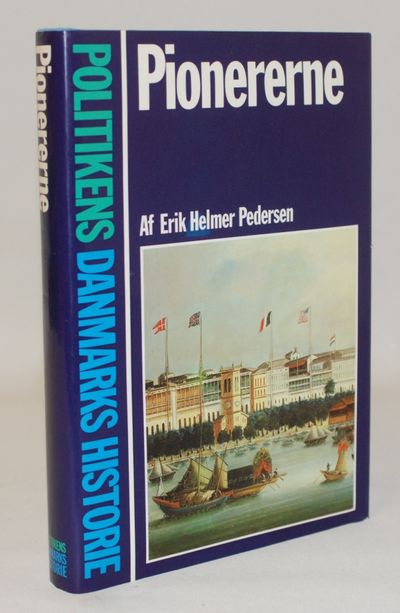 Pionererne
Af Erik Helmer Pedersen
POLITIKENS DANMARKS HISTORIE
Pionererne